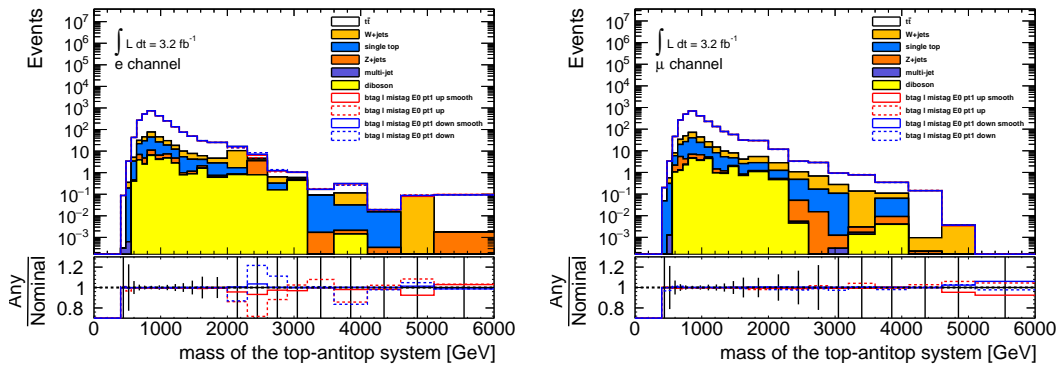 Events
10⁷
10⁶
10⁵
10⁴
10³
10²
10
1
10⁻¹
10⁻²
10⁻³
∫ L dt = 3.2 fb⁻¹
e channel
tt̄
W+jets
single top
Z+jets
multi-jet
diboson
btag l mistag E0 pt1 up smooth
btag l mistag E0 pt1 up
btag l mistag E0 pt1 down smooth
btag l mistag E0 pt1 down
Any
Nominal
1.2
1
0.8
0 1000 2000 3000 4000 5000 6000
mass of the top-antitop system [GeV]
Events
10⁷
10⁶
10⁵
10⁴
10³
10²
10
1
10⁻¹
10⁻²
10⁻³
∫ L dt = 3.2 fb⁻¹
μ channel
tt̄
W+jets
single top
Z+jets
multi-jet
diboson
btag l mistag E0 pt1 up smooth
btag l mistag E0 pt1 up
btag l mistag E0 pt1 down smooth
btag l mistag E0 pt1 down
Any
Nominal
1.2
1
0.8
0 1000 2000 3000 4000 5000 6000
mass of the top-antitop system [GeV]